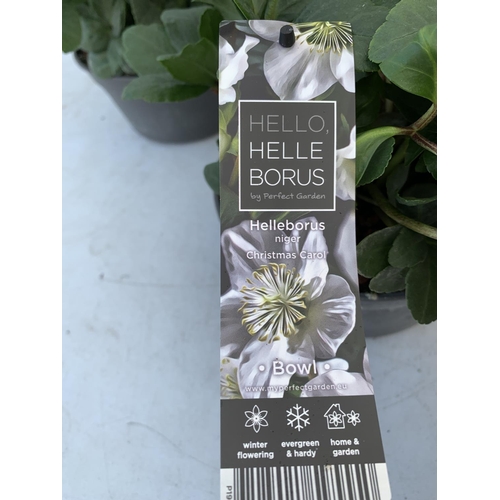 HELLO,
HELLE
BORUS
by Perfect Garden
Helleborus
niger
Christmas Carol
• Bowl •
www.myperfectgarden.eu
winter
flowering
evergreen
& hardy
home &
garden
P19